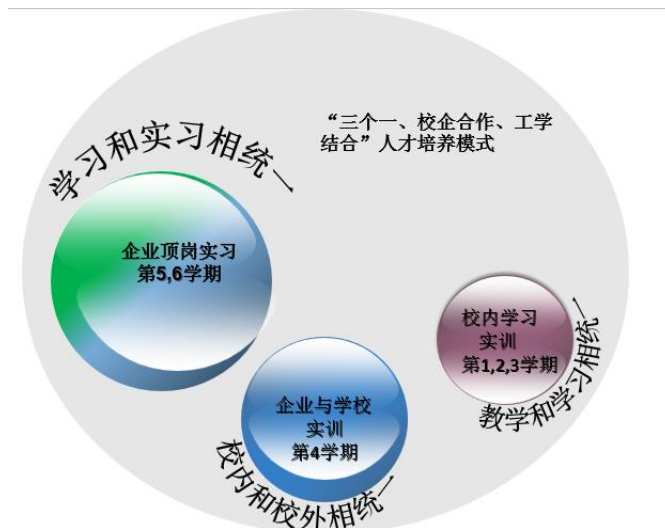 “三个一、校企合作、工学
结合”人才培养模式
学习和实习相统一
企业顶岗实习
第5,6学期
校内学习
实训
第1,2,3学期
教学和学习相统一
企业与学校
实训
第4学期
校内和校外相统一